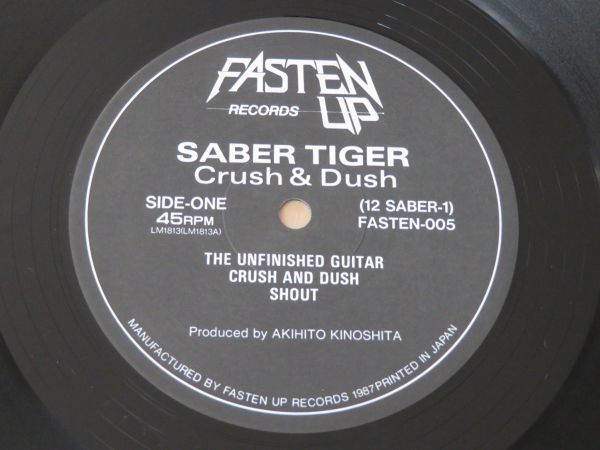 FASTEN UP
RECORDS
SABER TIGER
Crush & Dush
SIDE-ONE
45RPM
LM1813(LM1813A)
(12 SABER-1)
FASTEN-005
THE UNFINISHED GUITAR
CRUSH AND DUSH
SHOUT
Produced by AKIHITO KINOSHITA
MANUFACTURED BY FASTEN UP RECORDS 1987 PRINTED IN JAPAN